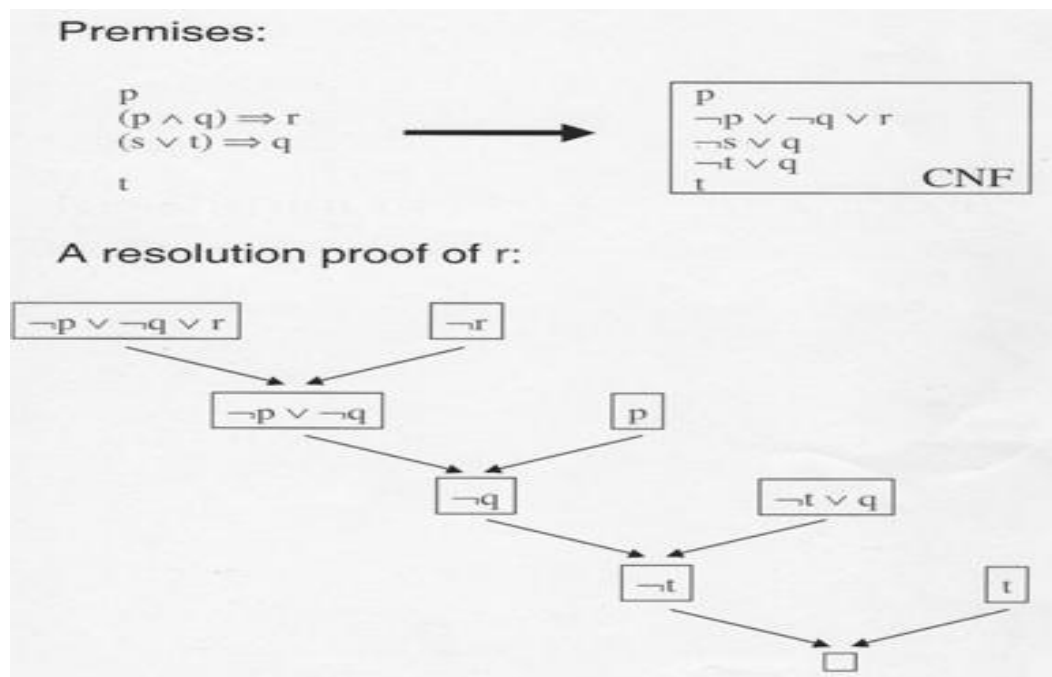 Premises:
p
(p ∧ q) ⇒ r
(s ∨ t) ⇒ q
t
p
¬p ∨ ¬q ∨ r
¬s ∨ q
¬t ∨ q
t
CNF
A resolution proof of r:
¬p ∨ ¬q ∨ r
¬r
¬p ∨ ¬q
p
¬q
¬t ∨ q
¬t
t